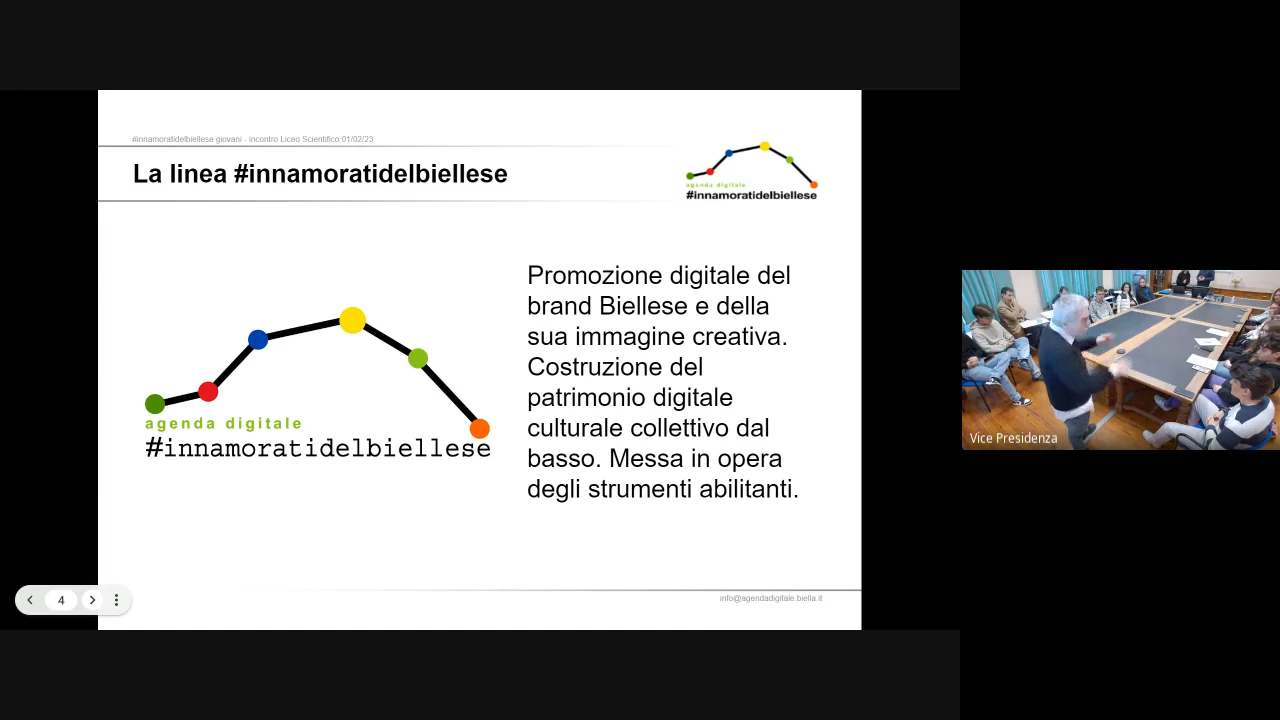 #innamoratidelbiellese giovani - incontro Liceo Scientifico 01/02/23
La linea #innamoratidelbiellese
agenda digitale
#innamoratidelbiellese
agenda digitale
#innamoratidelbiellese
Promozione digitale del
brand Biellese e della
sua immagine creativa.
Costruzione del
patrimonio digitale
culturale collettivo dal
basso. Messa in opera
degli strumenti abilitanti.
Vice Presidenza
4
info@agendadigitale.biella.it